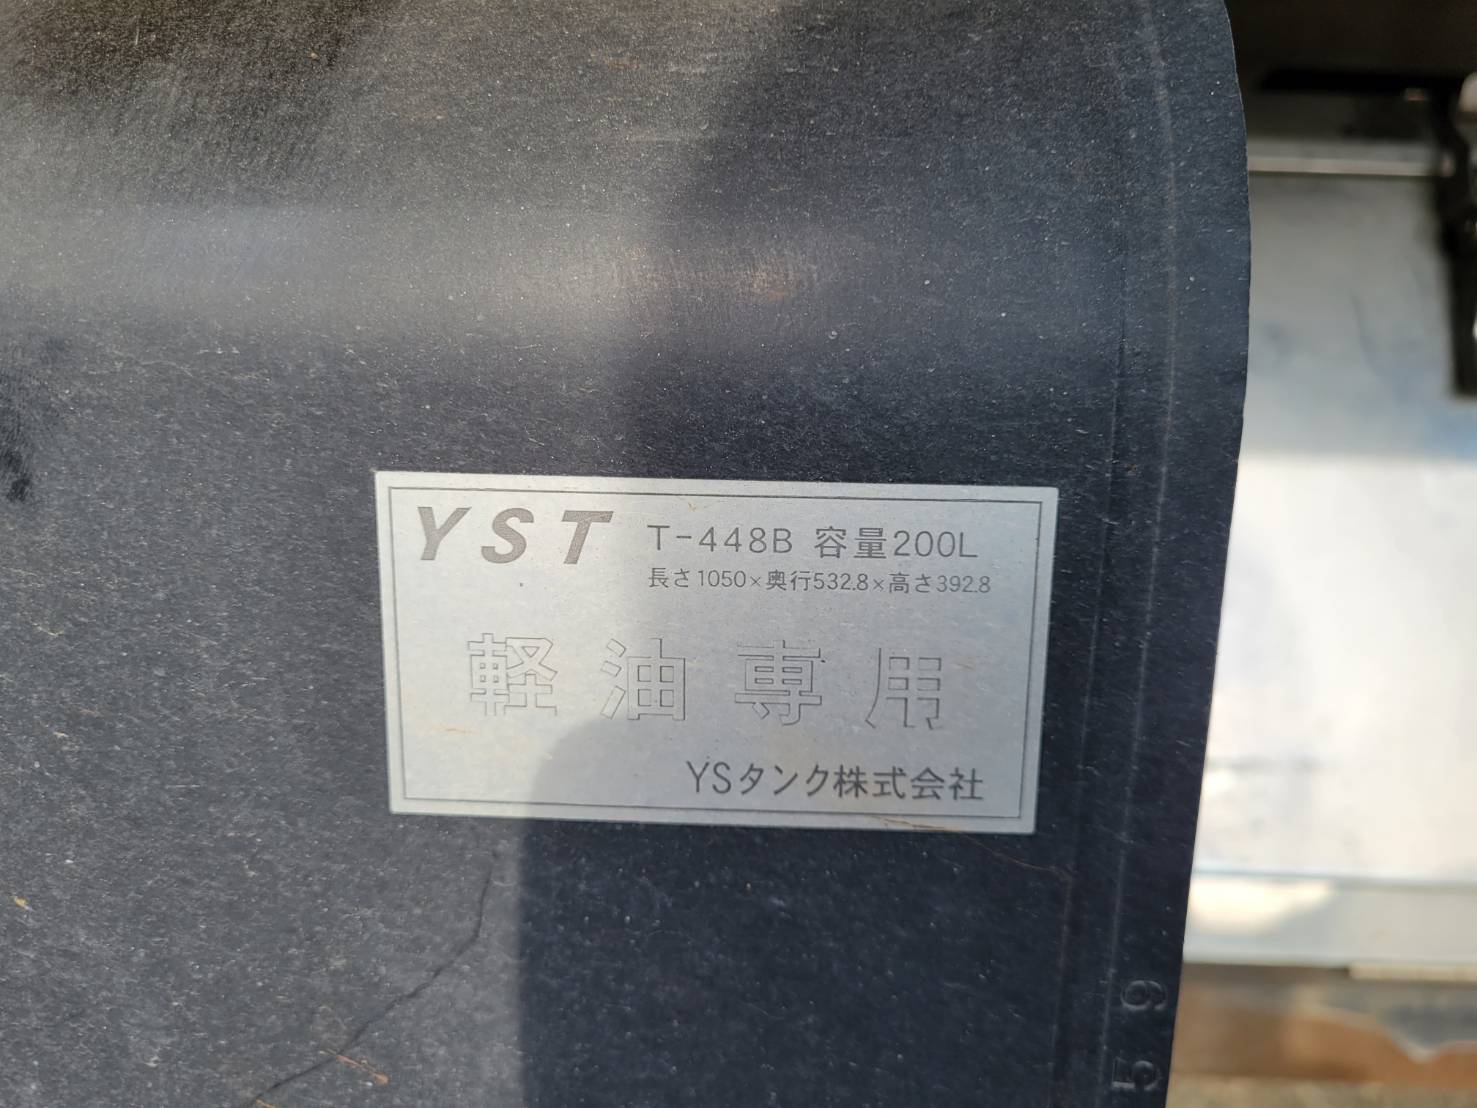 YST T-448B 容量200L
長さ1050×奥行532.8×高さ392.8
軽油専用
YSタンク株式会社
65